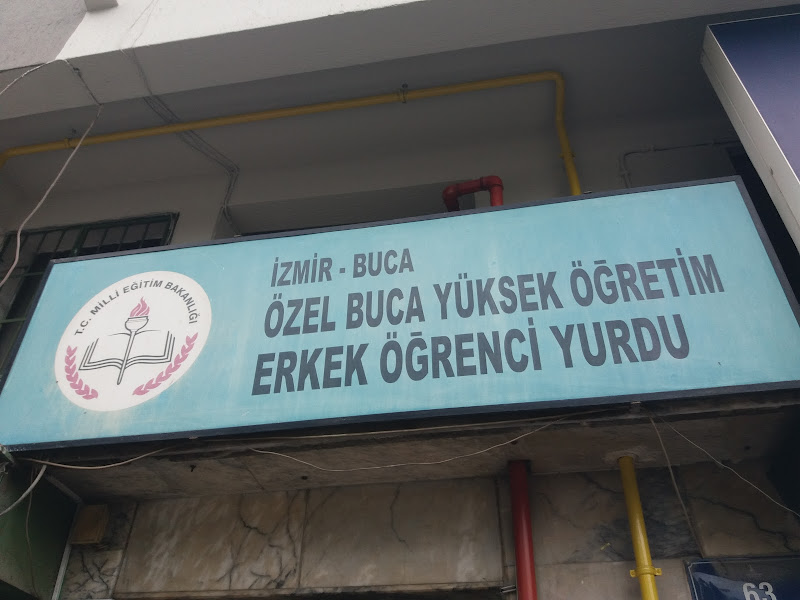 T.C. MİLLİ EĞİTİM BAKANLIĞI
İZMİR - BUCA
ÖZEL BUCA YÜKSEK ÖĞRETİM
ERKEK ÖĞRENCİ YURDU
63